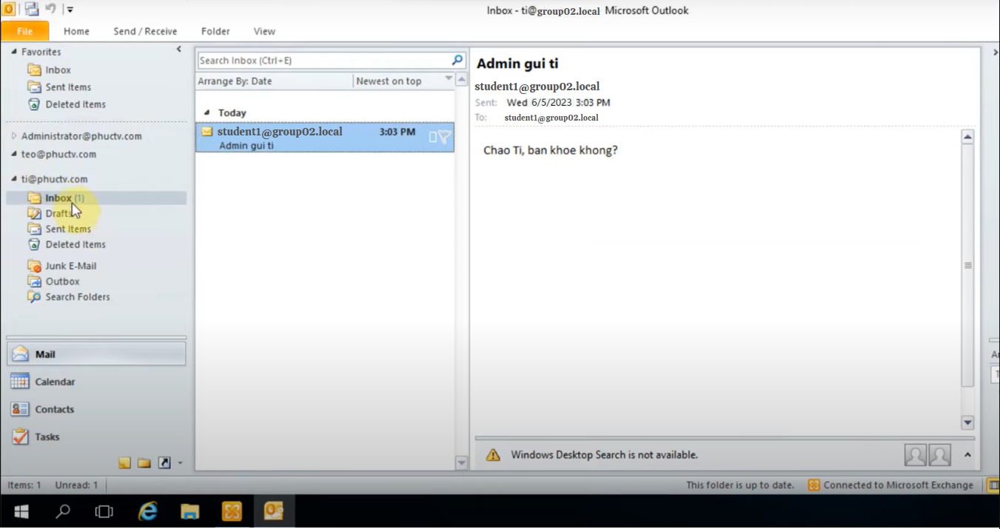 Inbox - ti@group02.local Microsoft Outlook
File Home Send / Receive Folder View
Favorites
Inbox
Sent Items
Deleted Items
Administrator@phuctv.com
teo@phuctv.com
ti@phuctv.com
Inbox (1)
Drafts
Sent Items
Deleted Items
Junk E-Mail
Outbox
Search Folders
Mail
Calendar
Contacts
Tasks
Search Inbox (Ctrl+E)
Arrange By: Date Newest on top
Today
student1@group02.local 3:03 PM
Admin gui ti
Admin gui ti
student1@group02.local
Sent: Wed 6/5/2023 3:03 PM
To: student1@group02.local
Chao Ti, ban khoe khong?
Windows Desktop Search is not available.
Items: 1 Unread: 1 This folder is up to date. Connected to Microsoft Exchange